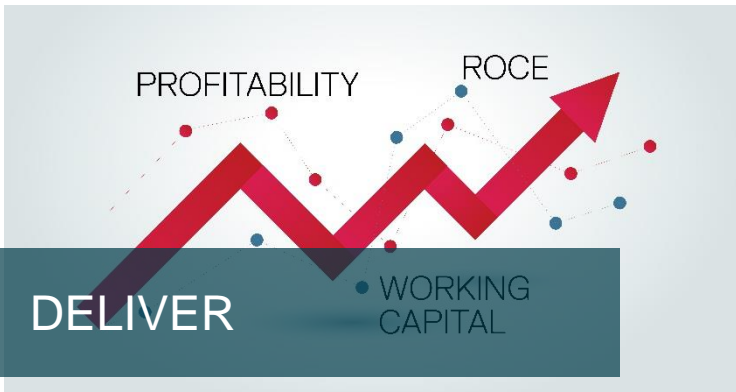 PROFITABILITY
ROCE
WORKING
CAPITAL
DELIVER